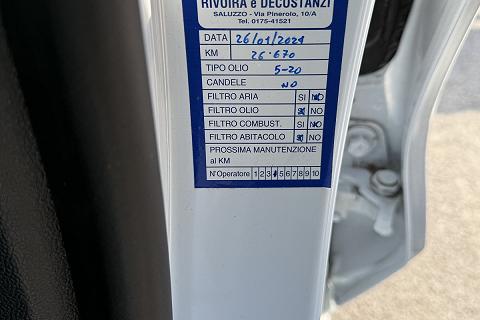 RIVOIRA e DECOSTANZI
SALUZZO - Via Pinerolo, 10/A
Tel. 0175-41521
DATA 26/01/2021
KM 26.670
TIPO OLIO 5-20
CANDELE NO
FILTRO ARIA SI NO
FILTRO OLIO SI NO
FILTRO COMBUST. SI NO
FILTRO ABITACOLO SI NO
PROSSIMA MANUTENZIONE
al KM
N°Operatore 1 2 3 4 5 6 7 8 9 10